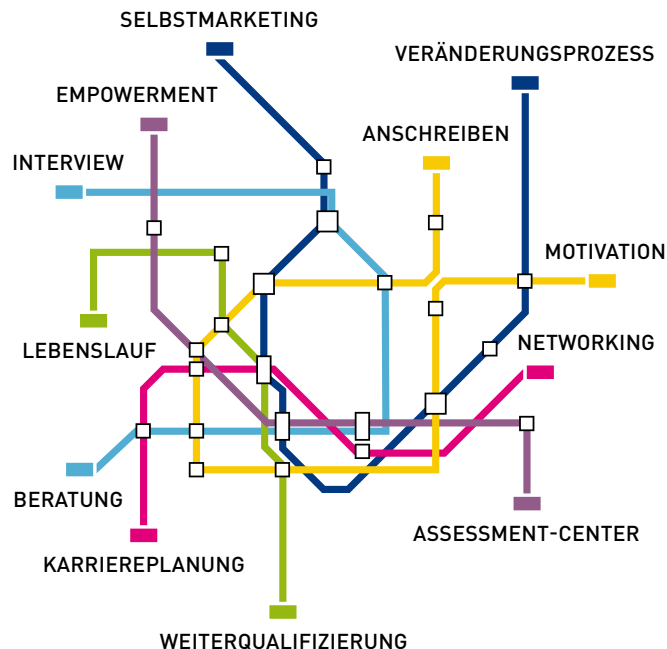 SELBSTMARKETING
VERÄNDERUNGSPROZESS
EMPOWERMENT
ANSCHREIBEN
INTERVIEW
MOTIVATION
LEBENSLAUF
NETWORKING
BERATUNG
ASSESSMENT-CENTER
KARRIEREPLANUNG
WEITERQUALIFIZIERUNG